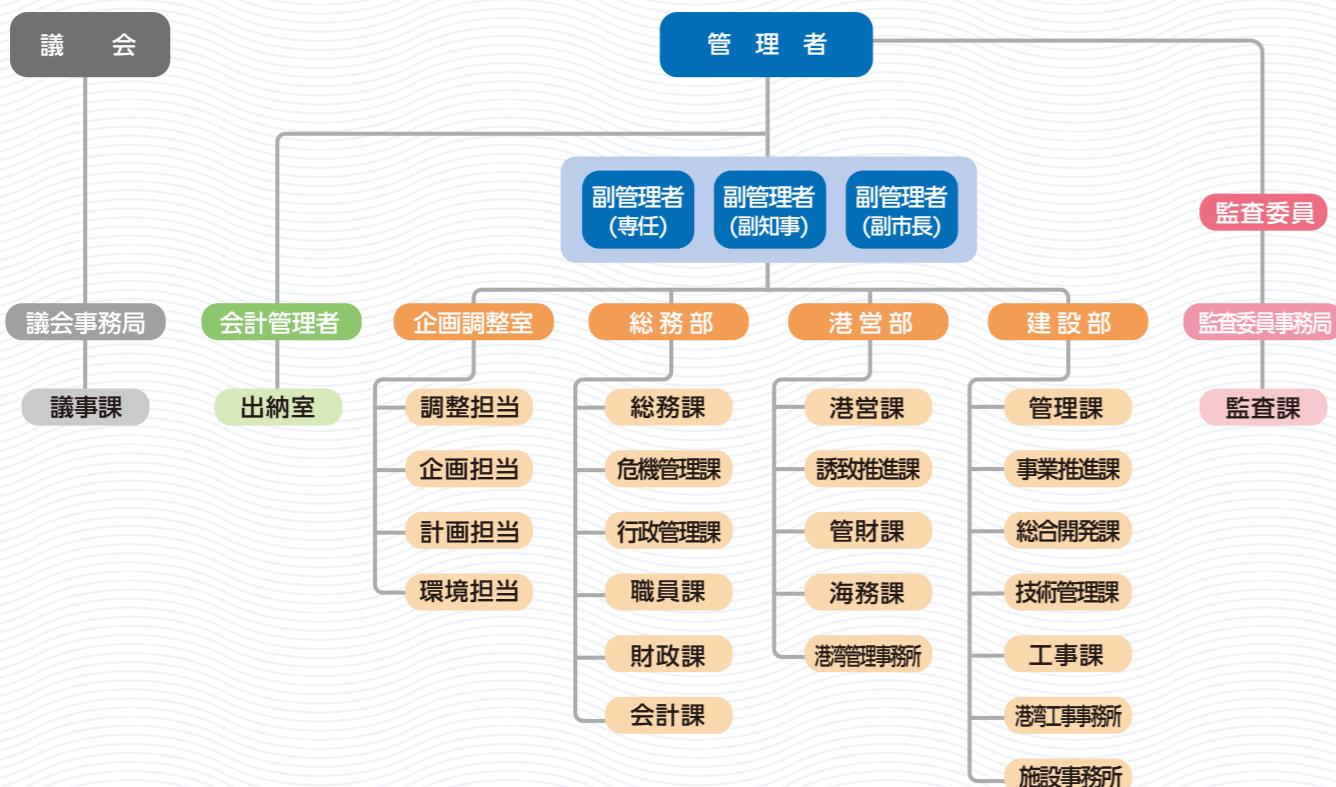 議会
管理者
副管理者
(専任)
副管理者
(副知事)
副管理者
(副市長)
監査委員
議会事務局
会計管理者
企画調整室
総務部
港営部
建設部
監査委員事務局
議事課
出納室
調整担当
総務課
港営課
管理課
監査課
企画担当
危機管理課
誘致推進課
事業推進課
計画担当
行政管理課
管財課
総合開発課
環境担当
職員課
海務課
技術管理課
財政課
港湾管理事務所
工事課
会計課
港湾工事事務所
施設事務所